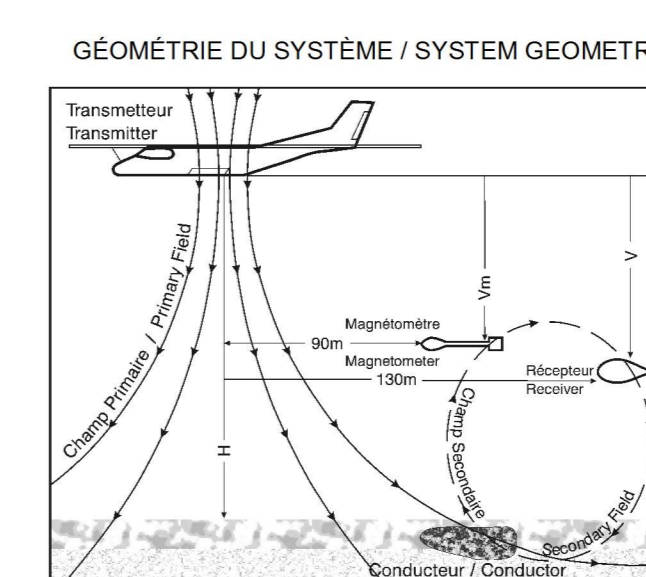 GÉOMÉTRIE DU SYSTÈME / SYSTEM GEOMETR
Transmetteur
Transmitter
Champ Primaire / Primary Field
Vm
V
Magnétomètre
90m
Magnetometer
130m
Récepteur
Receiver
H
Champ Secondaire
Secondary Field
Conducteur / Conductor